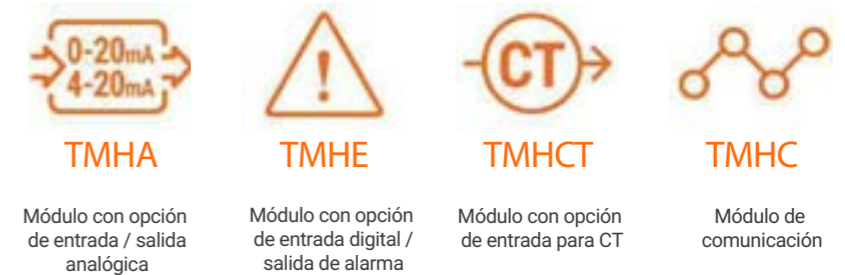 0-20mA
4-20mA
!
CT
TMHA
TMHE
TMHCT
TMHC
Módulo con opción
de entrada / salida
analógica
Módulo con opción
de entrada digital /
salida de alarma
Módulo con opción
de entrada para CT
Módulo de
comunicación